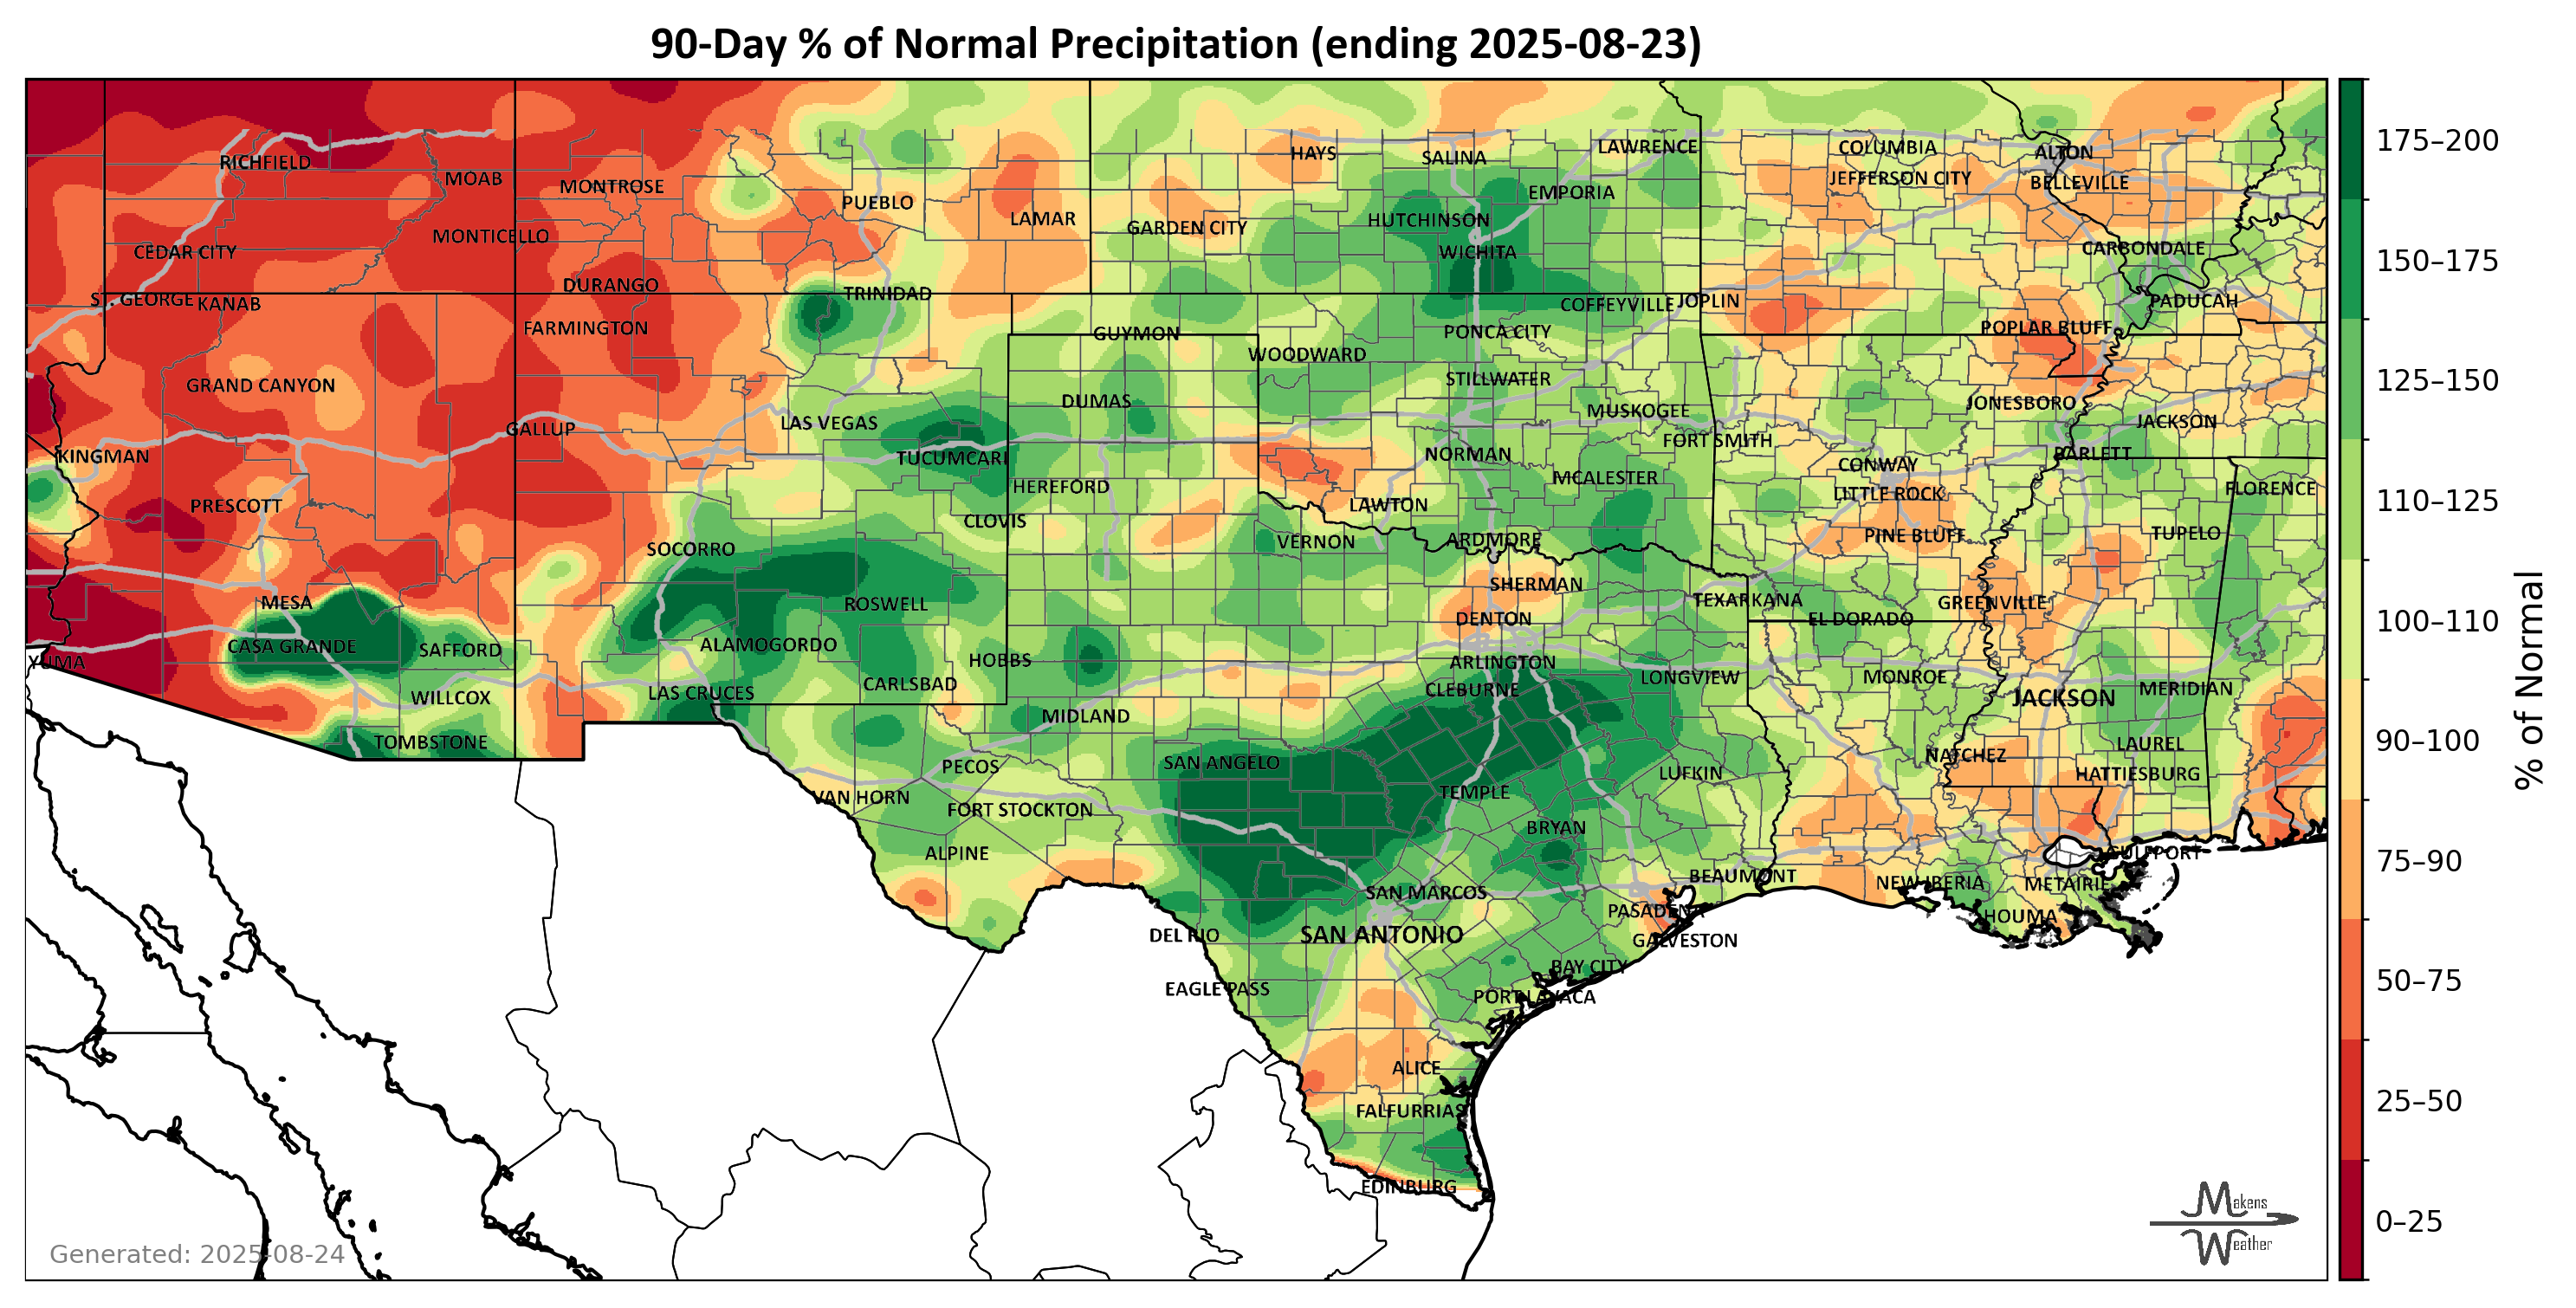 90-Day % of Normal Precipitation (ending 2025-08-23)
RICHFIELD
MOAB
MONTROSE
PUEBLO
LAMAR
HAYS
SALINA
LAWRENCE
COLUMBIA
ALTON
JEFFERSON CITY
BELLEVILLE
EMPORIA
HUTCHINSON
GARDEN CITY
CEDAR CITY
MONTICELLO
WICHITA
CARBONDALE
DURANGO
TRINIDAD
ST. GEORGE
KANAB
COFFEYVILLE
JOPLIN
PADUCAH
FARMINGTON
GUYMON
PONCA CITY
POPLAR BLUFF
WOODWARD
GRAND CANYON
STILLWATER
DUMAS
MUSKOGEE
JONESBORO
JACKSON
LAS VEGAS
GALLUP
FORT SMITH
KINGMAN
TUCUMCARI
NORMAN
BARLETT
CONWAY
MCALESTER
HEREFORD
LITTLE ROCK
FLORENCE
PRESCOTT
LAWTON
CLOVIS
VERNON
ARDMORE
PINE BLUFF
TUPELO
SOCORRO
SHERMAN
MESA
ROSWELL
TEXARKANA
GREENVILLE
DENTON
EL DORADO
CASA GRANDE
SAFFORD
ALAMOGORDO
HOBBS
ARLINGTON
YUMA
WILLCOX
LAS CRUCES
CARLSBAD
CLEBURNE
LONGVIEW
MONROE
JACKSON
MERIDIAN
MIDLAND
TOMBSTONE
PECOS
SAN ANGELO
NATCHEZ
LAUREL
LUFKIN
HATTIESBURG
VAN HORN
FORT STOCKTON
TEMPLE
BRYAN
ALPINE
GULFPORT
SAN MARCOS
BEAUMONT
NEW IBERIA
METAIRIE
PASADENA
HOUMA
DEL RIO
SAN ANTONIO
GALVESTON
BAY CITY
EAGLE PASS
PORT LAVACA
ALICE
FALFURRIAS
EDINBURG
175–200
150–175
125–150
110–125
100–110
90–100
75–90
50–75
25–50
0–25
% of Normal
Makens
Weather
Generated: 2025-08-24